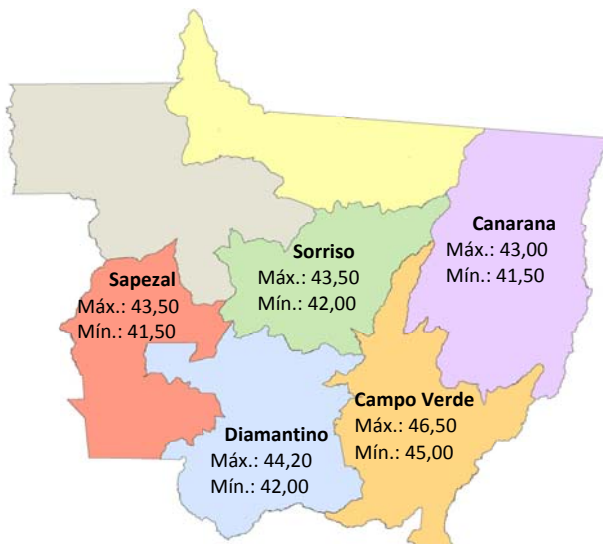 Canarana
Máx.: 43,00
Mín.: 41,50
Sorriso
Máx.: 43,50
Mín.: 42,00
Sapezal
Máx.: 43,50
Mín.: 41,50
Campo Verde
Máx.: 46,50
Mín.: 45,00
Diamantino
Máx.: 44,20
Mín.: 42,00